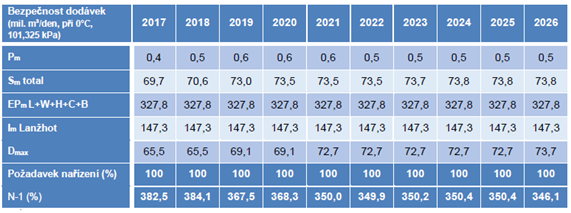 Bezpečnost dodávek
(mil. m³/den, při 0°C,
101,325 kPa) 2017 2018 2019 2020 2021 2022 2023 2024 2025 2026
Pm 0,4 0,5 0,6 0,6 0,6 0,5 0,5 0,5 0,5 0,5
Sm total 69,7 70,6 73,0 73,5 73,5 73,5 73,7 73,8 73,8 73,8
EPm L+W+H+C+B 327,8 327,8 327,8 327,8 327,8 327,8 327,8 327,8 327,8 327,8
Im Lanžhot 147,3 147,3 147,3 147,3 147,3 147,3 147,3 147,3 147,3 147,3
Dmax 65,5 65,5 69,1 69,1 72,7 72,7 72,7 72,7 72,7 73,7
Požadavek nařízení (%) 100 100 100 100 100 100 100 100 100 100
N-1 (%) 382,5 384,1 367,5 368,3 350,0 349,9 350,2 350,4 350,4 346,1